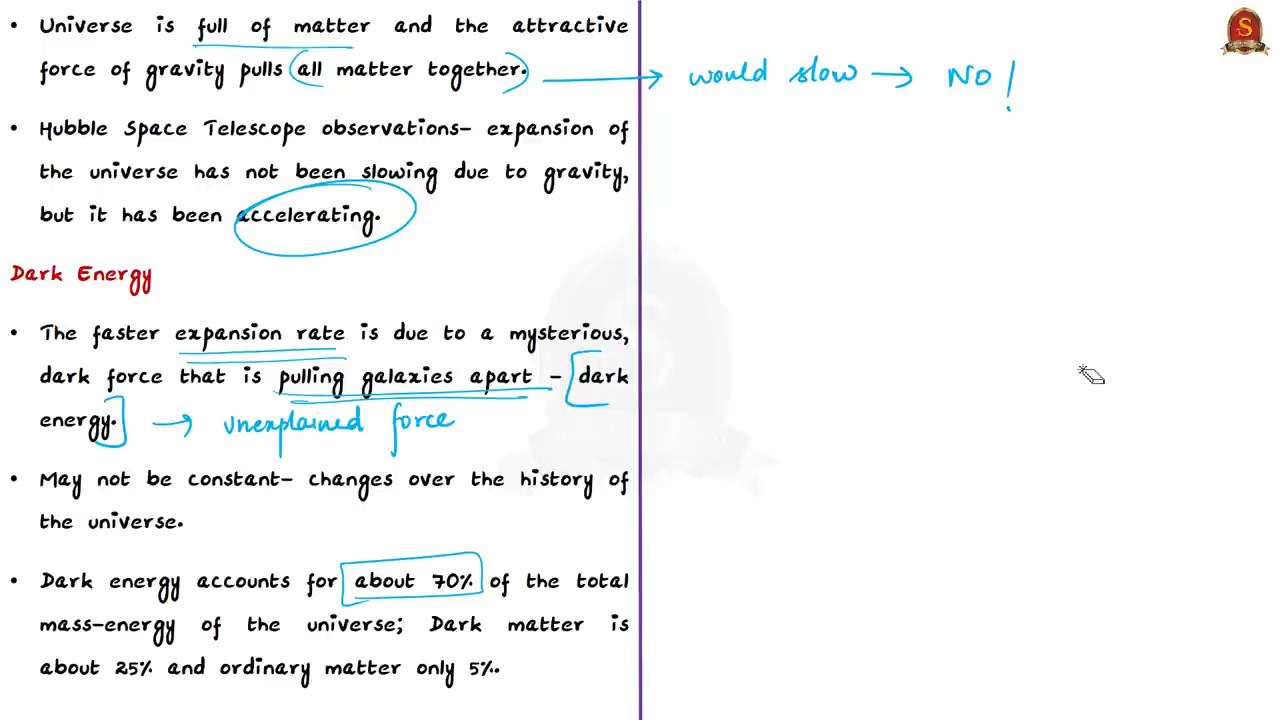 • Universe is full of matter and the attractive
force of gravity pulls (all matter together.) → would slow → NO!
• Hubble Space Telescope observations- expansion of
the universe has not been slowing due to gravity,
but it has been accelerating.
Dark Energy
• The faster expansion rate is due to a mysterious,
dark force that is pulling galaxies apart - [dark
energy.] → unexplained force
• May not be constant- changes over the history of
the universe.
• Dark energy accounts for about 70% of the total
mass-energy of the universe; Dark matter is
about 25% and ordinary matter only 5%.
S